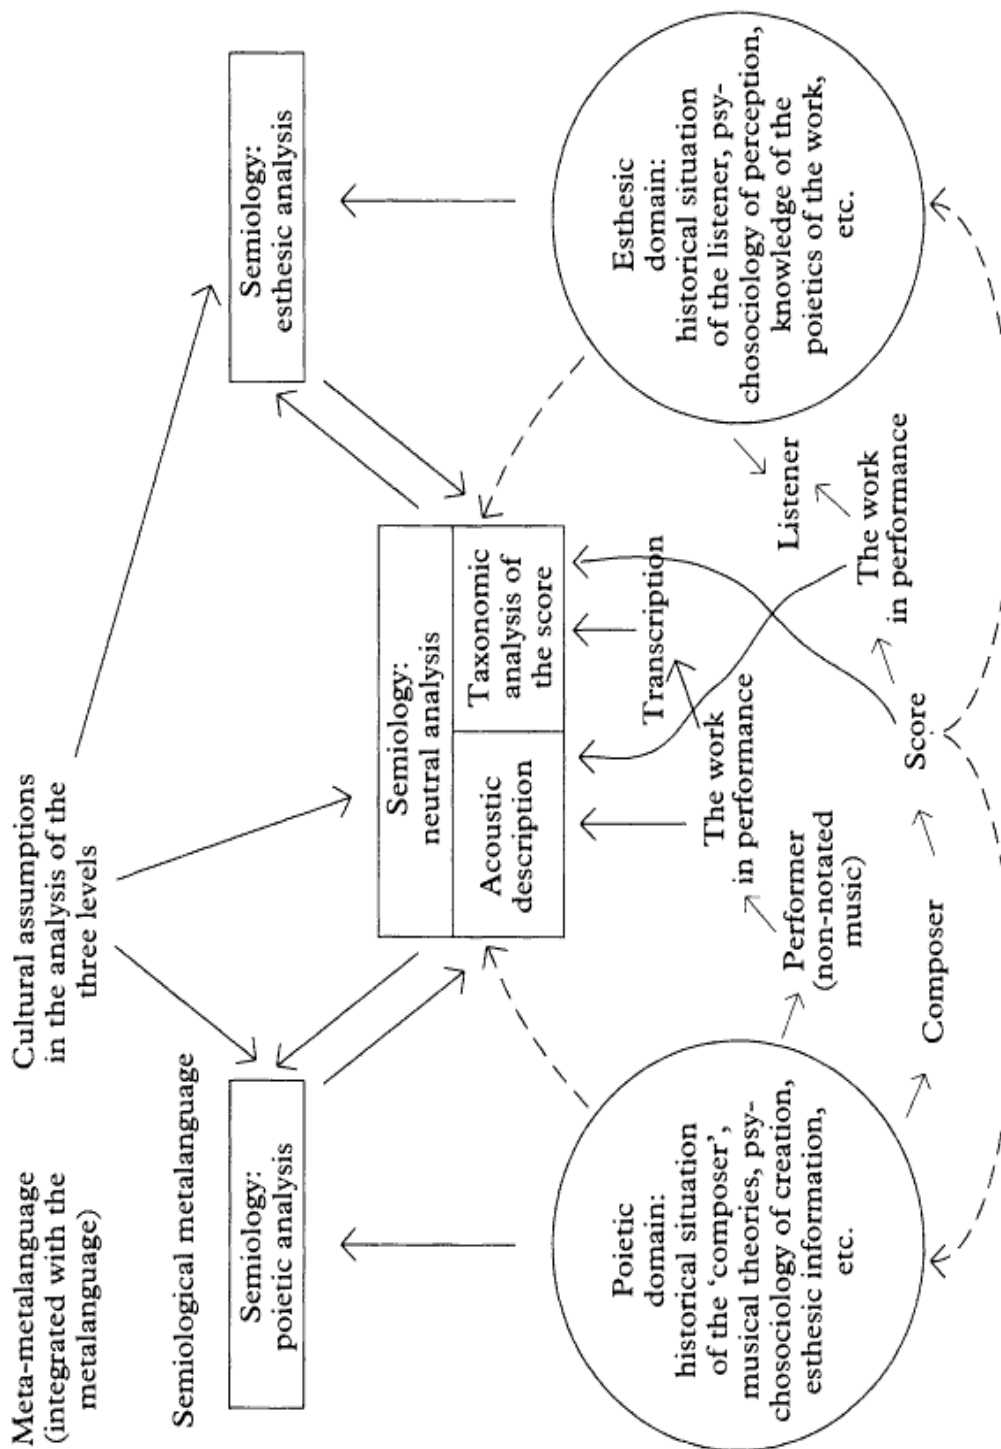 Meta-metalanguage
(integrated with the
metalanguage)
Cultural assumptions
in the analysis of the
three levels
Semiological metalanguage
Semiology:
poietic analysis
Semiology:
neutral analysis
Acoustic
description
Taxonomic
analysis of
the score
Semiology:
esthesic analysis
Poietic
domain:
historical situation
of the ‘composer’,
musical theories, psy-
chosociology of creation,
esthesic information,
etc.
Performer
(non-notated
music)
The work
in performance
Transcription
Composer
Score
The work
in performance
Listener
Esthesic
domain:
historical situation
of the listener, psy-
chosociology of perception,
knowledge of the
poietics of the work,
etc.